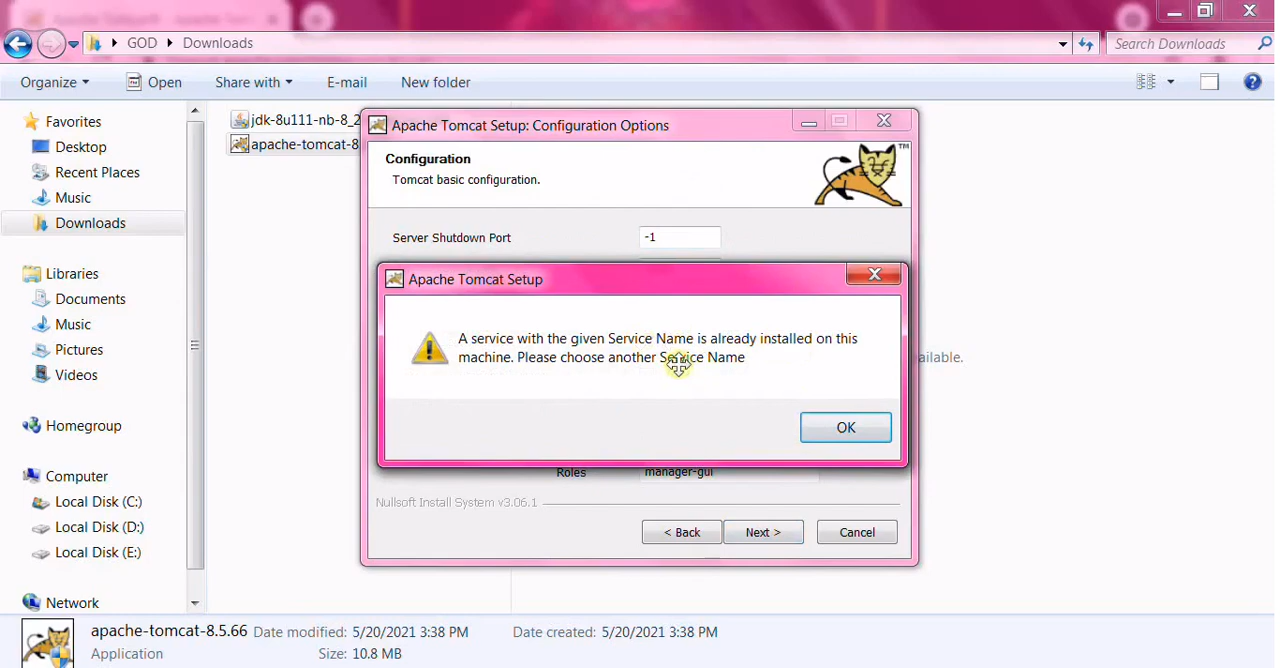 GOD Downloads
Search Downloads
Organize Open Share with E-mail New folder
Favorites
Desktop
Recent Places
Music
Downloads
Libraries
Documents
Music
Pictures
Videos
Homegroup
Computer
Local Disk (C:)
Local Disk (D:)
Local Disk (E:)
Network
jdk-8u111-nb-8_2
apache-tomcat-8
Apache Tomcat Setup: Configuration Options
Configuration
Tomcat basic configuration.
TM
Server Shutdown Port -1
Apache Tomcat Setup
A service with the given Service Name is already installed on this
machine. Please choose another Service Name
OK
Roles manager-gui
Nullsoft Install System v3.06.1
< Back Next > Cancel
ailable.
apache-tomcat-8.5.66 Date modified: 5/20/2021 3:38 PM Date created: 5/20/2021 3:38 PM
Application Size: 10.8 MB